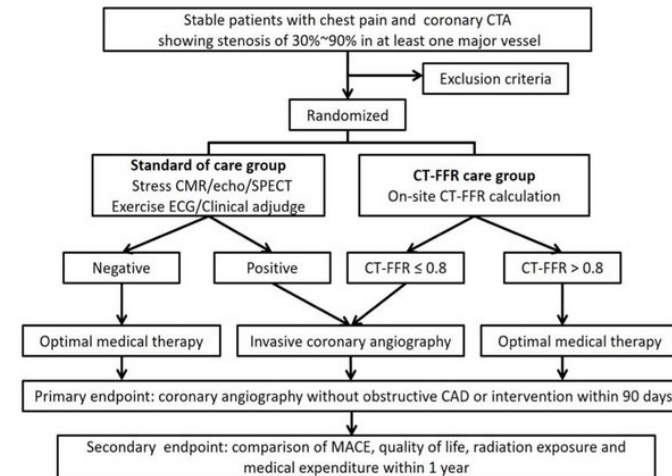 Stable patients with chest pain and coronary CTA
showing stenosis of 30%~90% in at least one major vessel
Exclusion criteria
Randomized
Standard of care group
Stress CMR/echo/SPECT
Exercise ECG/Clinical adjudge
CT-FFR care group
On-site CT-FFR calculation
Negative
Positive
CT-FFR ≤ 0.8
CT-FFR > 0.8
Optimal medical therapy
Invasive coronary angiography
Optimal medical therapy
Primary endpoint: coronary angiography without obstructive CAD or intervention within 90 days
Secondary endpoint: comparison of MACE, quality of life, radiation exposure and
medical expenditure within 1 year